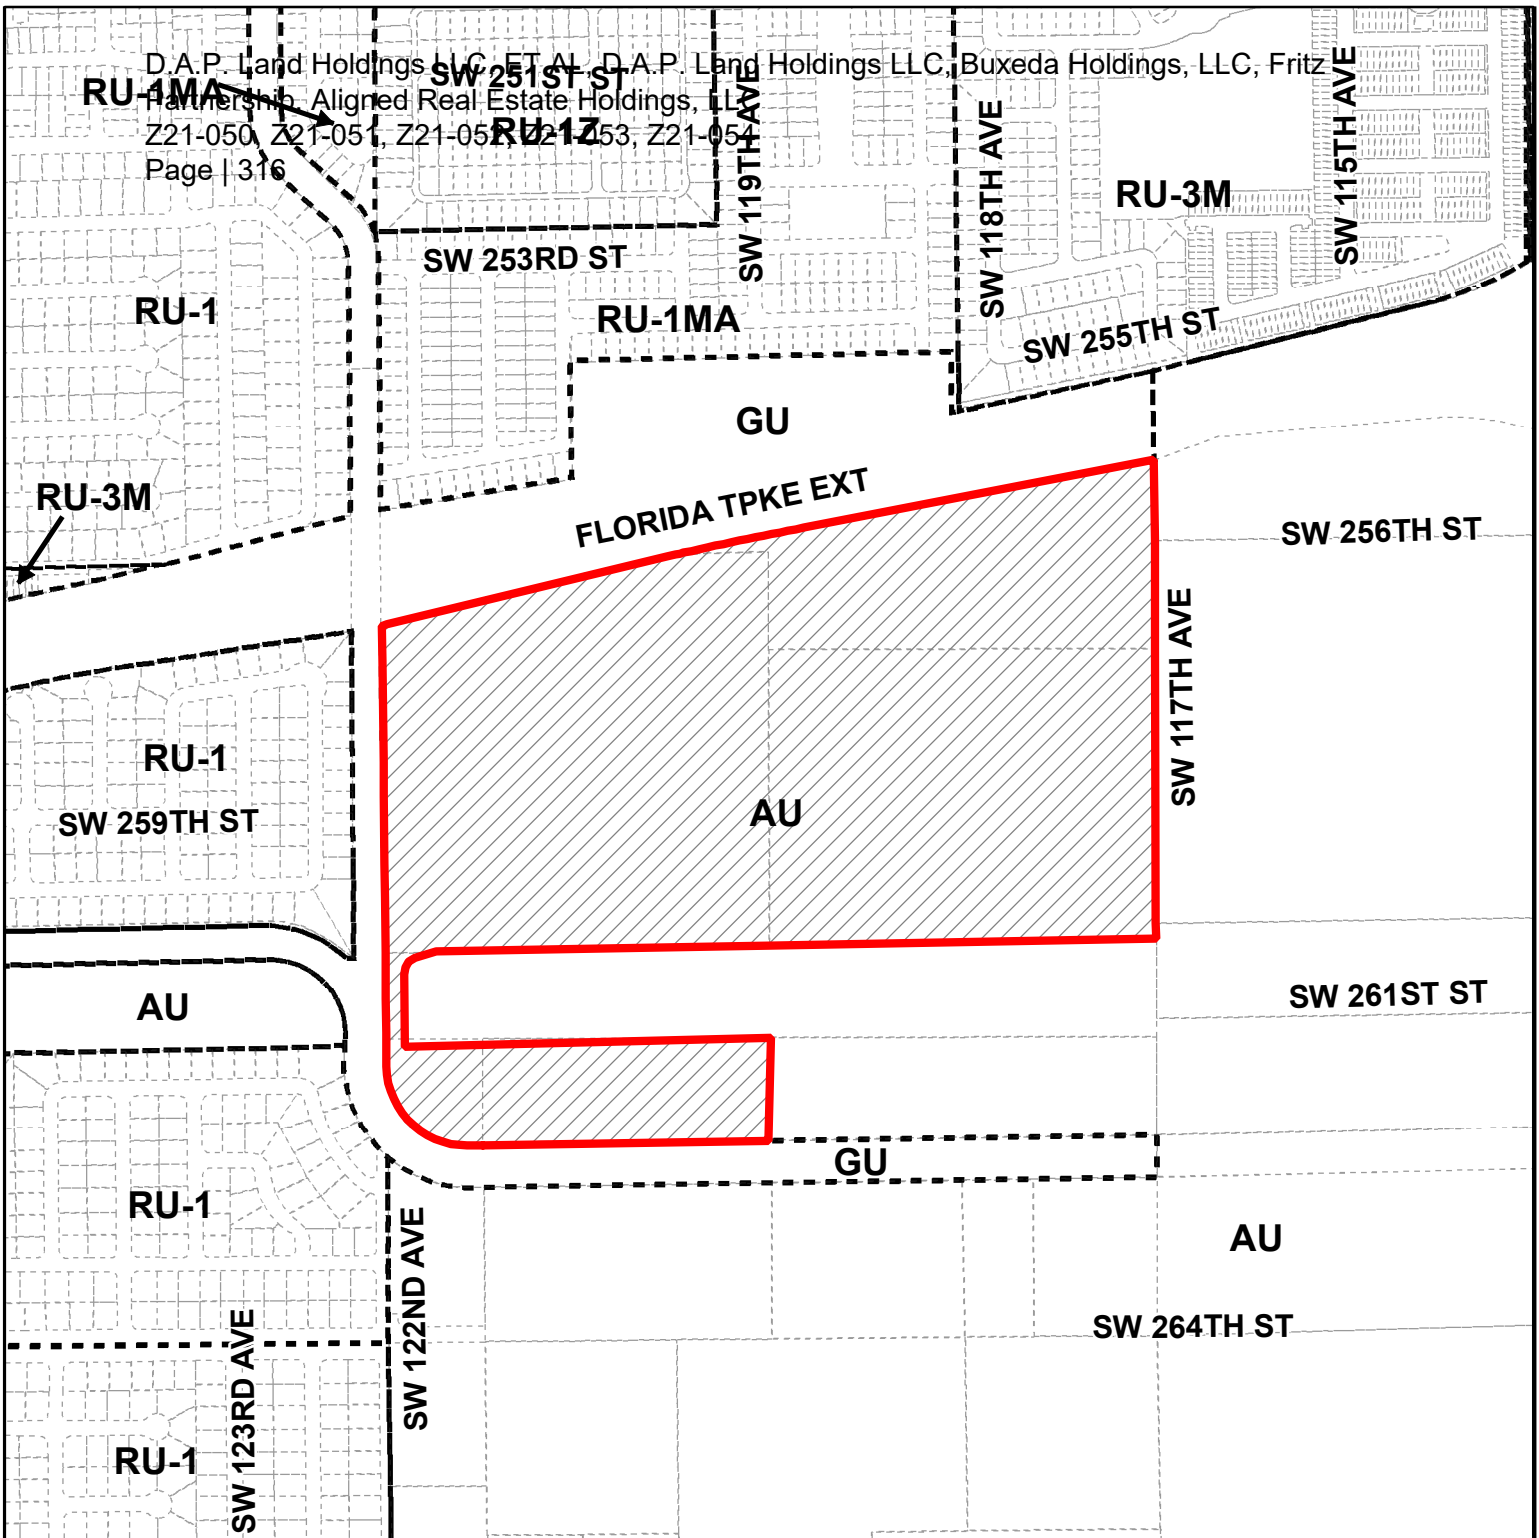 D.A.P. Land Holdings LLC, ET AL. D.A.P. Land Holdings LLC, Buxeda Holdings, LLC, Fritz
Partnership, Aligned Real Estate Holdings, LLC
Z21-050, Z21-051, Z21-052, Z21-053, Z21-054
Page | 316
SW 251ST ST
RU-1MA
RU-1Z
SW 119TH AVE
SW 118TH AVE
RU-3M
SW 115TH AVE
SW 253RD ST
RU-1
RU-1MA
SW 255TH ST
GU
RU-3M
FLORIDA TPKE EXT
SW 256TH ST
SW 117TH AVE
RU-1
SW 259TH ST
AU
SW 261ST ST
AU
GU
RU-1
AU
SW 122ND AVE
SW 264TH ST
SW 123RD AVE
RU-1